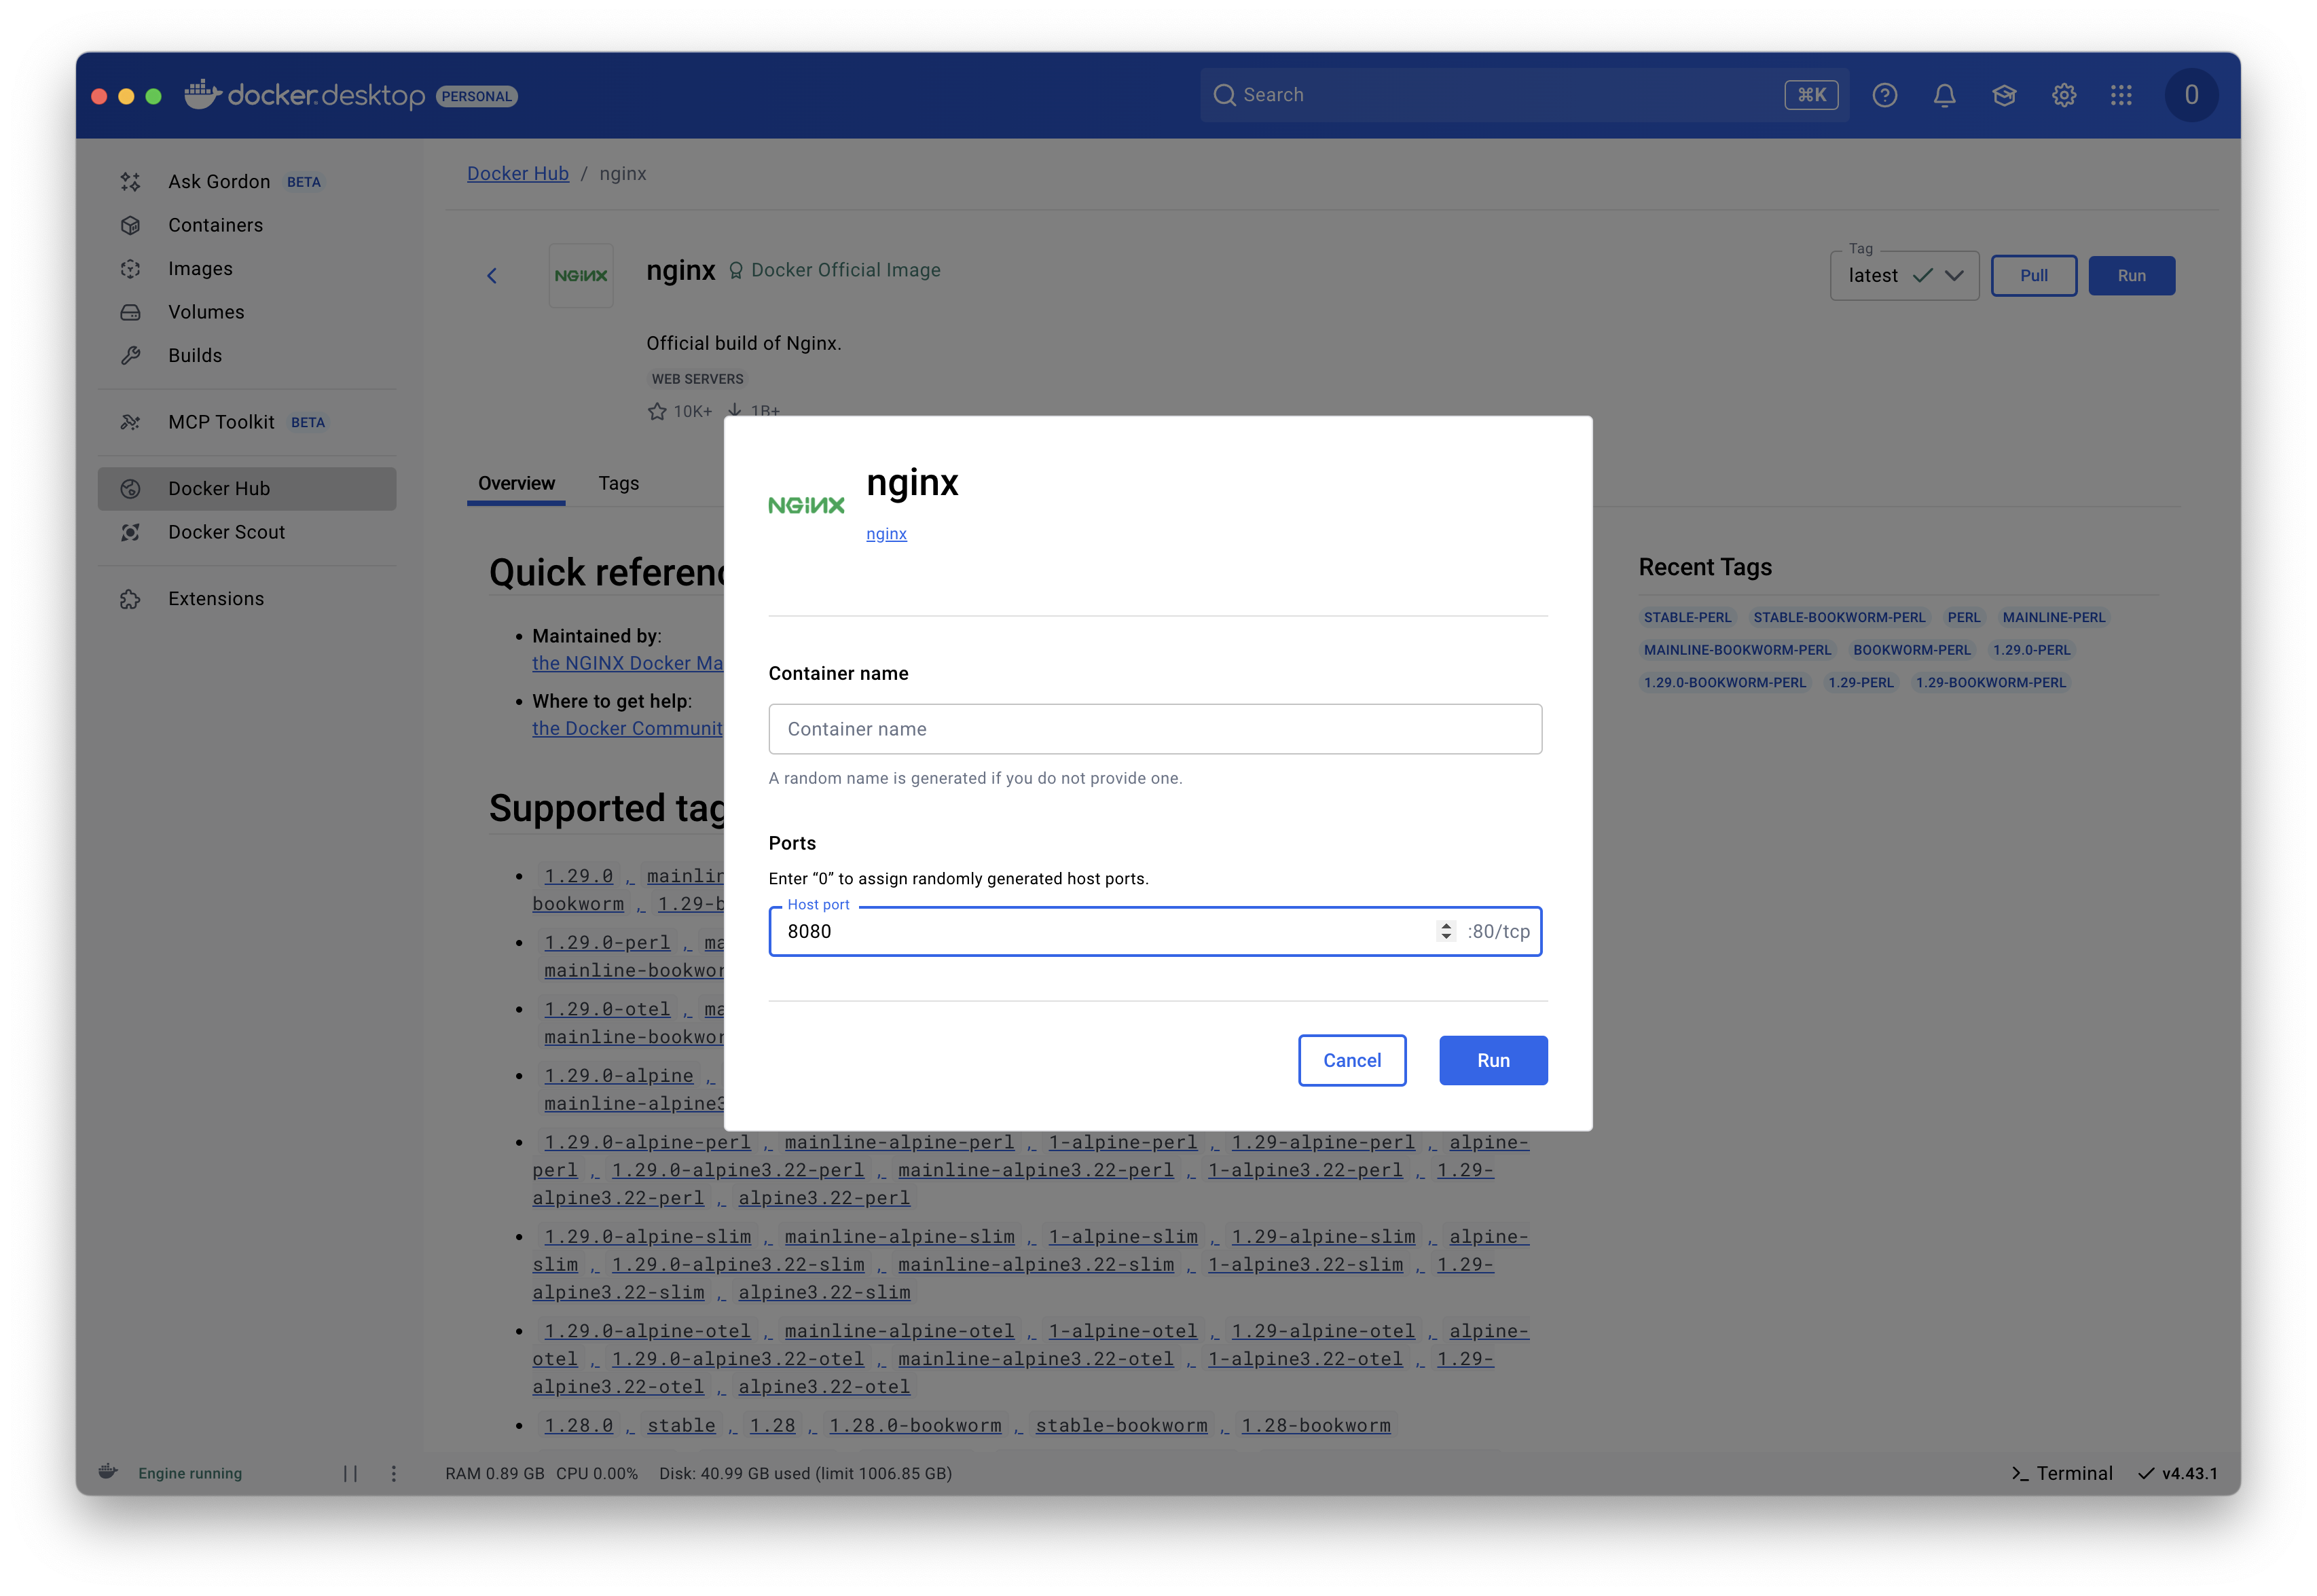 docker.desktop PERSONAL
Search ⌘K
0
Ask Gordon BETA
Containers
Images
Volumes
Builds
MCP Toolkit BETA
Docker Hub
Docker Scout
Extensions
Docker Hub / nginx
NGINX
nginx Docker Official Image
Tag
latest
Pull
Run
Official build of Nginx.
WEB SERVERS
10K+ 1B+
Overview Tags
Quick referenc
Maintained by:
the NGINX Docker Ma
Where to get help:
the Docker Communit
Supported tag
1.29.0 , mainlin
bookworm , 1.29-b
1.29.0-perl , ma
mainline-bookwor
1.29.0-otel , ma
mainline-bookwor
1.29.0-alpine ,
mainline-alpine3
1.29.0-alpine-perl , mainline-alpine-perl , 1-alpine-perl , 1.29-alpine-perl , alpine-
perl , 1.29.0-alpine3.22-perl , mainline-alpine3.22-perl , 1-alpine3.22-perl , 1.29-
alpine3.22-perl , alpine3.22-perl
1.29.0-alpine-slim , mainline-alpine-slim , 1-alpine-slim , 1.29-alpine-slim , alpine-
slim , 1.29.0-alpine3.22-slim , mainline-alpine3.22-slim , 1-alpine3.22-slim , 1.29-
alpine3.22-slim , alpine3.22-slim
1.29.0-alpine-otel , mainline-alpine-otel , 1-alpine-otel , 1.29-alpine-otel , alpine-
otel , 1.29.0-alpine3.22-otel , mainline-alpine3.22-otel , 1-alpine3.22-otel , 1.29-
alpine3.22-otel , alpine3.22-otel
1.28.0 , stable , 1.28 , 1.28.0-bookworm , stable-bookworm , 1.28-bookworm
Recent Tags
STABLE-PERL STABLE-BOOKWORM-PERL PERL MAINLINE-PERL
MAINLINE-BOOKWORM-PERL BOOKWORM-PERL 1.29.0-PERL
1.29.0-BOOKWORM-PERL 1.29-PERL 1.29-BOOKWORM-PERL
NGINX
nginx
nginx
Container name
Container name
A random name is generated if you do not provide one.
Ports
Enter “0” to assign randomly generated host ports.
Host port
8080 :80/tcp
Cancel
Run
Engine running
RAM 0.89 GB CPU 0.00% Disk: 40.99 GB used (limit 1006.85 GB)
>_ Terminal v4.43.1